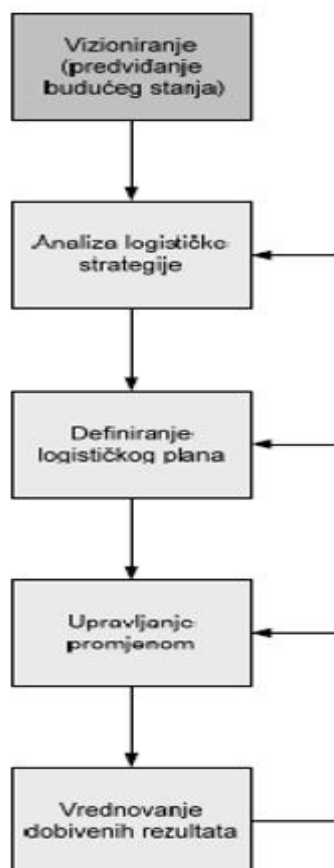 Vizioniranje
(predviđanje
budućeg stanja)
Analiza logističke
strategije
Definiranje
logističkog plana
Upravljanje
promjenom
Vrednovanje
dobivenih rezultata